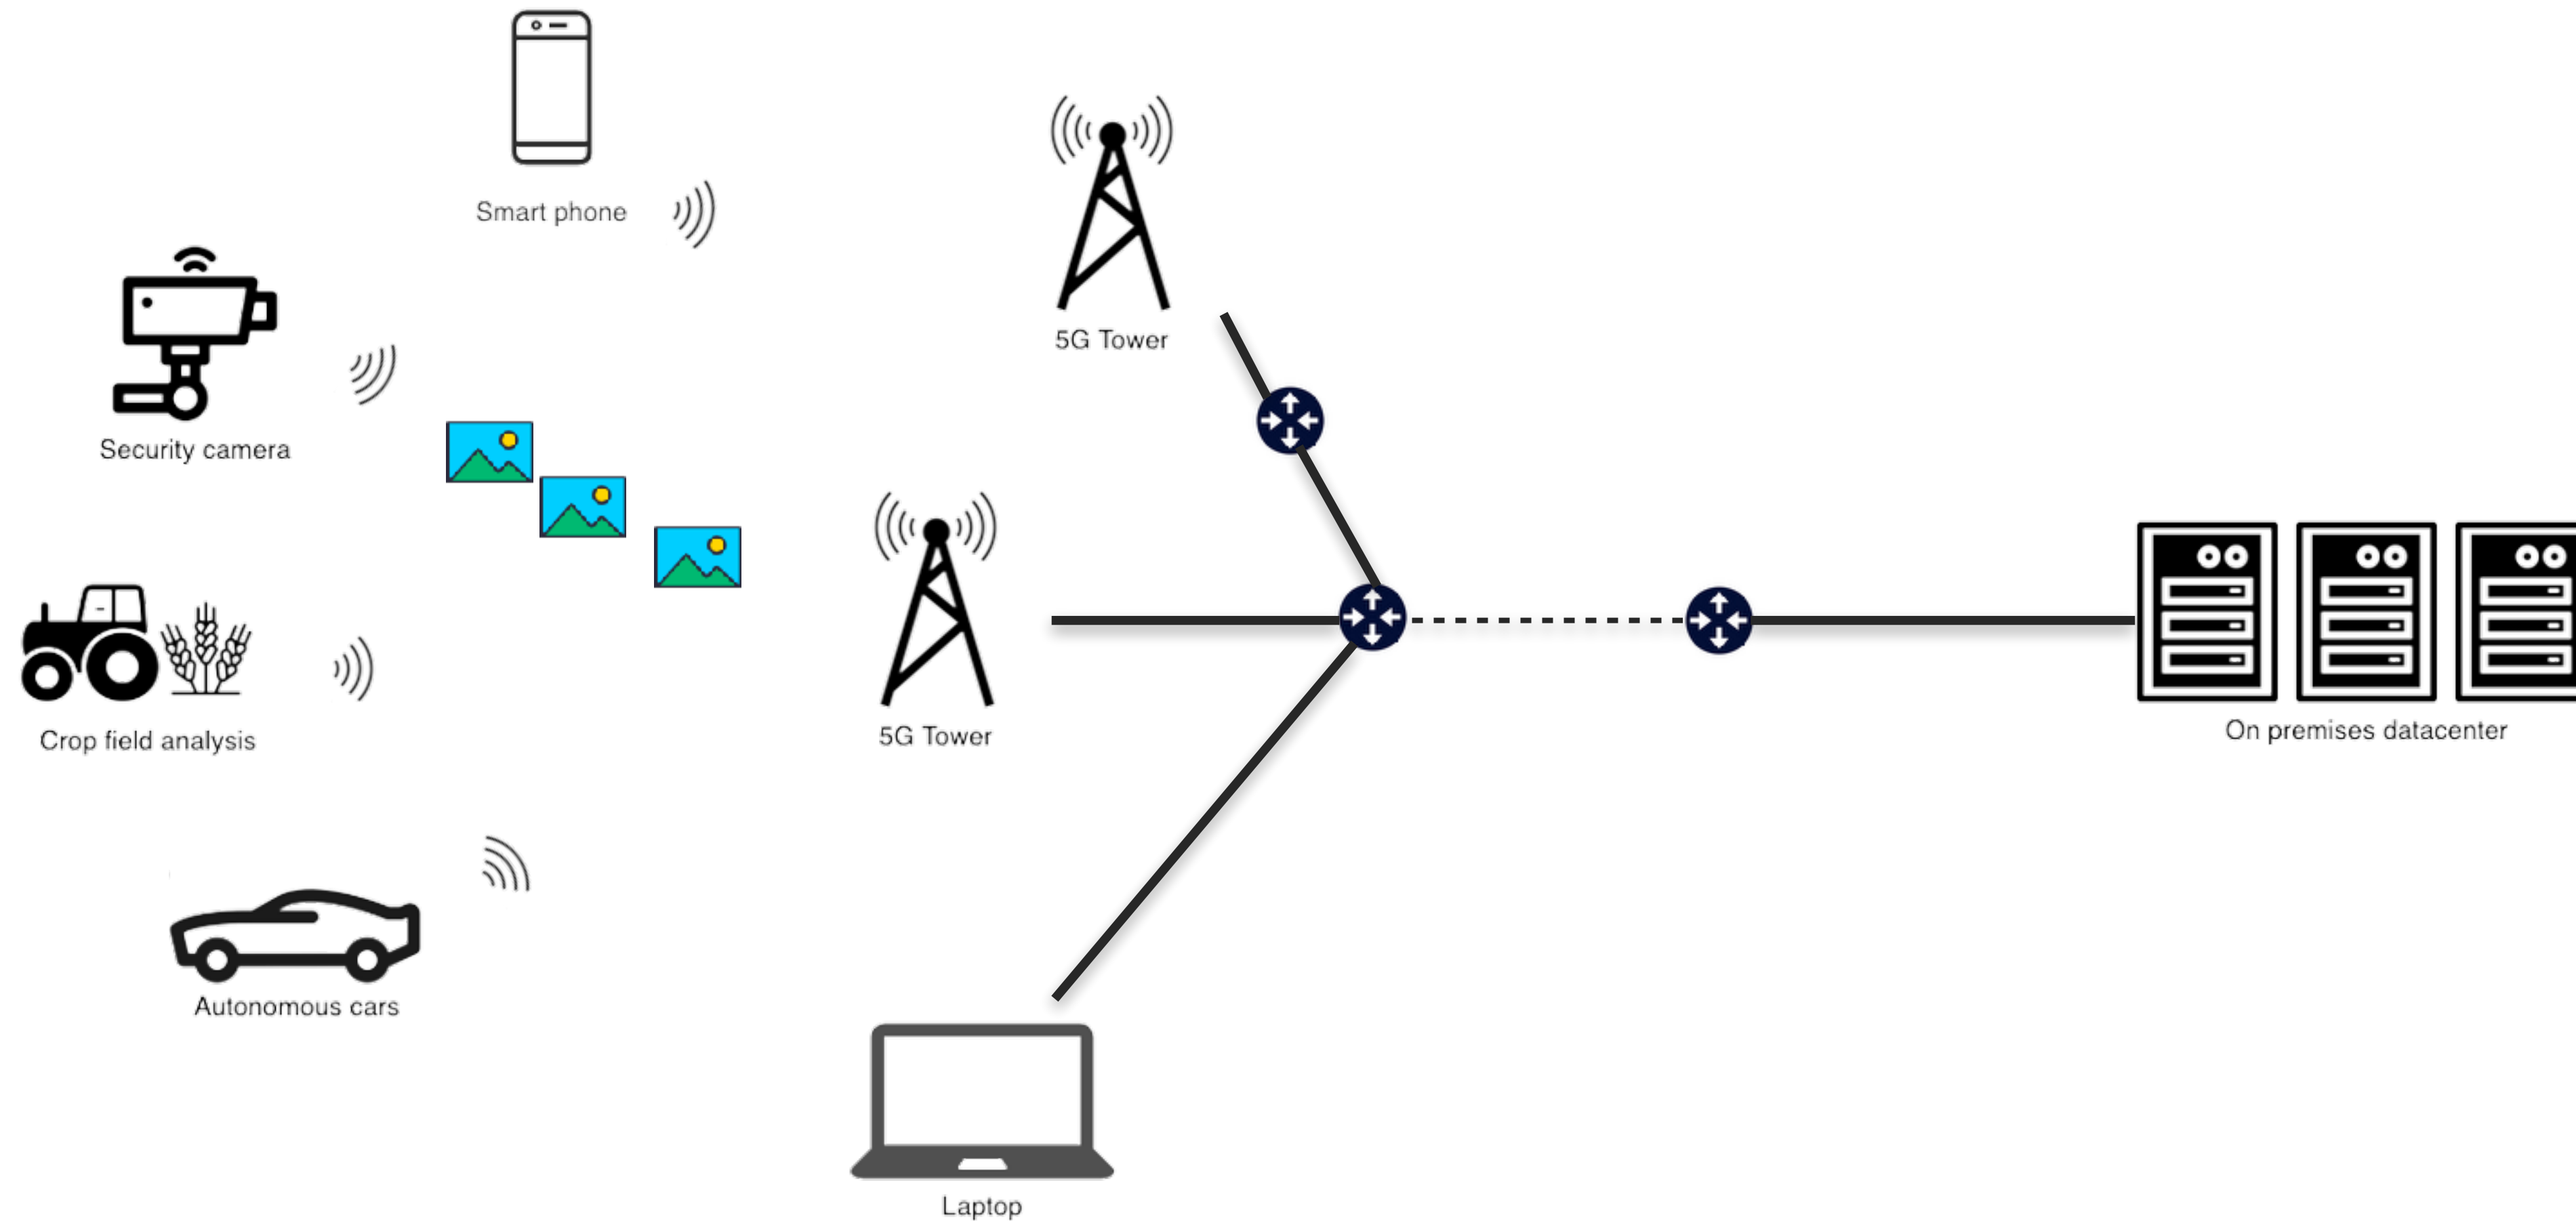 Smart phone
5G Tower
Security camera
5G Tower
Crop field analysis
On premises datacenter
Autonomous cars
Laptop